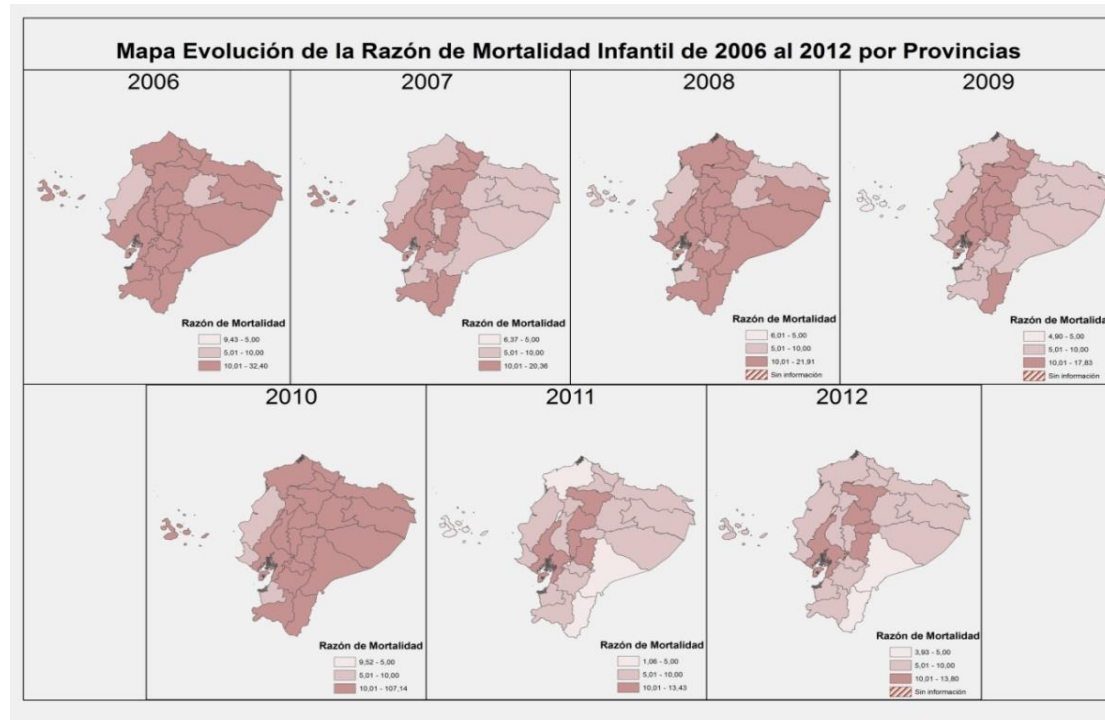 Mapa Evolución de la Razón de Mortalidad Infantil de 2006 al 2012 por Provincias
2006
2007
2008
2009
Razón de Mortalidad
9,43 - 5,00
5,01 - 10,00
10,01 - 32,40
Razón de Mortalidad
6,37 - 5,00
5,01 - 10,00
10,01 - 20,36
Razón de Mortalidad
6,01 - 5,00
5,01 - 10,00
10,01 - 21,91
Sin información
Razón de Mortalidad
4,90 - 5,00
5,01 - 10,00
10,01 - 17,83
Sin información
2010
2011
2012
Razón de Mortalidad
9,52 - 5,00
5,01 - 10,00
10,01 - 107,14
Razón de Mortalidad
1,06 - 5,00
5,01 - 10,00
10,01 - 13,43
Razón de Mortalidad
3,93 - 5,00
5,01 - 10,00
10,01 - 13,80
Sin información